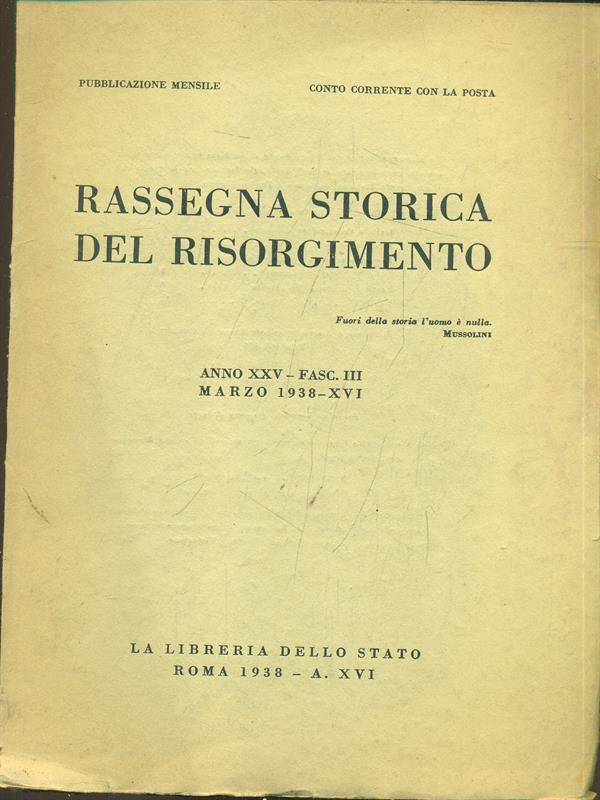 PUBBLICAZIONE MENSILE CONTO CORRENTE CON LA POSTA
RASSEGNA STORICA
DEL RISORGIMENTO
Fuori della storia l'uomo è nulla.
MUSSOLINI
ANNO XXV - FASC. III
MARZO 1938-XVI
LA LIBRERIA DELLO STATO
ROMA 1938 - A. XVI